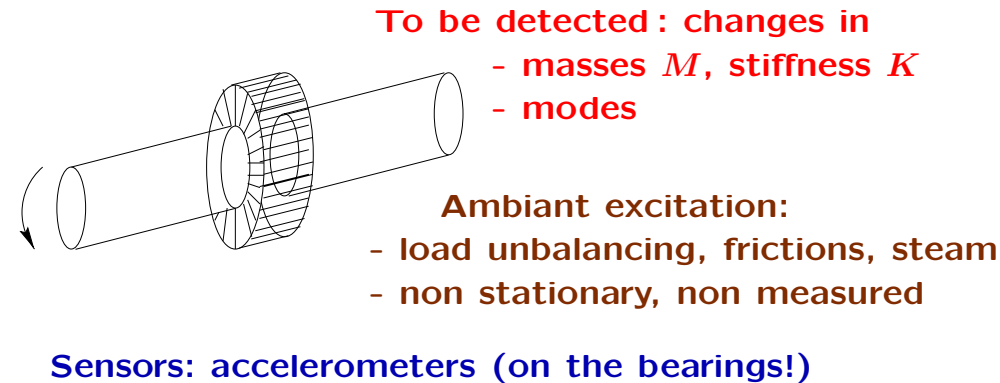 To be detected : changes in
- masses M, stiffness K
- modes
Ambiant excitation:
- load unbalancing, frictions, steam
- non stationary, non measured
Sensors: accelerometers (on the bearings!)